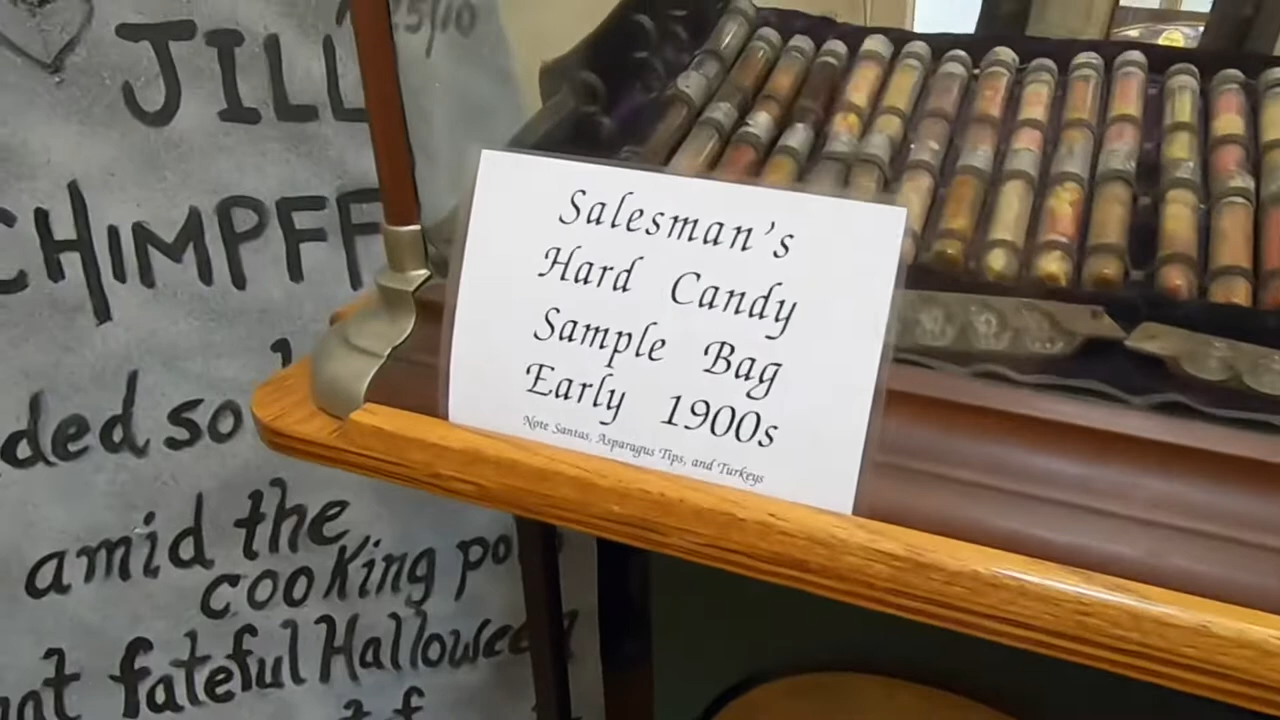 JILL
CHIMPFF
ded so
amid the
cooking po
fateful Halloween
Salesman's
Hard Candy
Sample Bag
Early 1900s
Note Santas, Asparagus Tips, and Turkeys